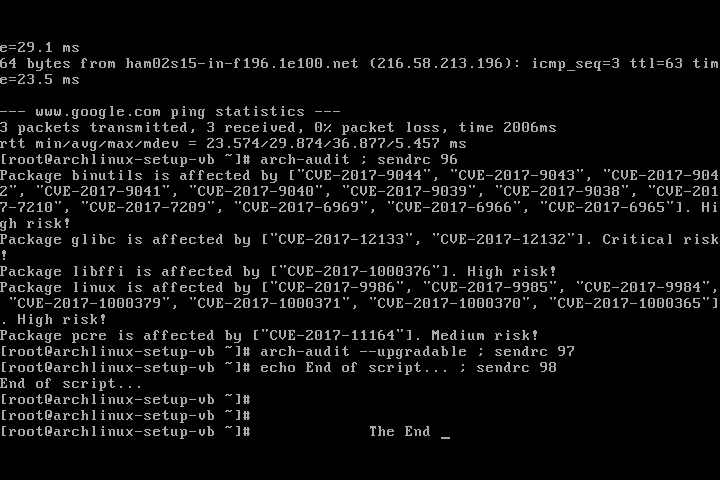 e=29.1 ms
64 bytes from ham02s15-in-f196.1e100.net (216.58.213.196): icmp_seq=3 ttl=63 tim
e=23.5 ms
--- www.google.com ping statistics ---
3 packets transmitted, 3 received, 0% packet loss, time 2006ms
rtt min/avg/max/mdev = 23.574/29.874/36.877/5.457 ms
[root@archlinux-setup-vb ~]# arch-audit ; sendrc 96
Package binutils is affected by ["CVE-2017-9044", "CVE-2017-9043", "CVE-2017-904
2", "CVE-2017-9041", "CVE-2017-9040", "CVE-2017-9039", "CVE-2017-9038", "CVE-201
7-7210", "CVE-2017-7209", "CVE-2017-6969", "CVE-2017-6966", "CVE-2017-6965"]. Hi
gh risk!
Package glibc is affected by ["CVE-2017-12133", "CVE-2017-12132"]. Critical risk
!
Package libffi is affected by ["CVE-2017-1000376"]. High risk!
Package linux is affected by ["CVE-2017-9986", "CVE-2017-9985", "CVE-2017-9984",
 "CVE-2017-1000379", "CVE-2017-1000371", "CVE-2017-1000370", "CVE-2017-1000365"]
. High risk!
Package pcre is affected by ["CVE-2017-11164"]. Medium risk!
[root@archlinux-setup-vb ~]# arch-audit --upgradable ; sendrc 97
[root@archlinux-setup-vb ~]# echo End of script... ; sendrc 98
End of script...
[root@archlinux-setup-vb ~]#
[root@archlinux-setup-vb ~]#
[root@archlinux-setup-vb ~]#               The End _